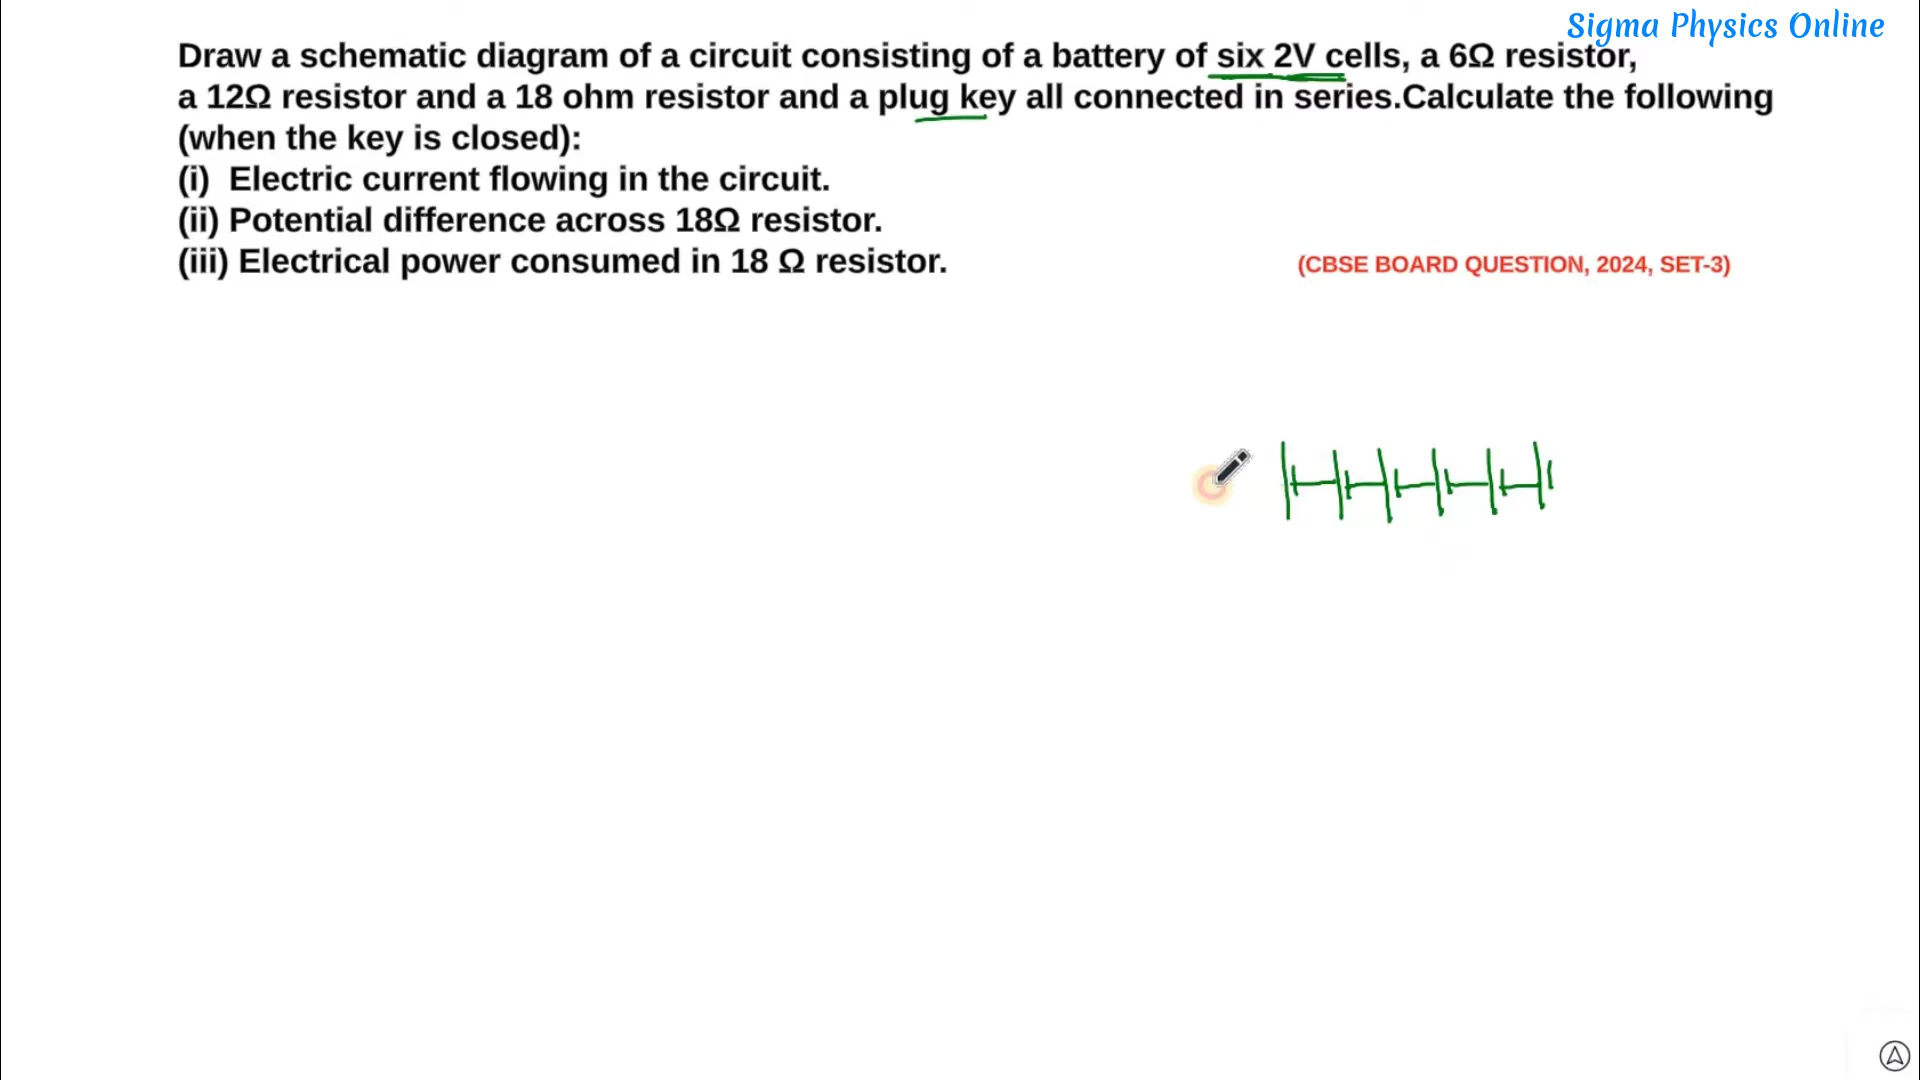 Sigma Physics Online
Draw a schematic diagram of a circuit consisting of a battery of six 2V cells, a 6Ω resistor,
a 12Ω resistor and a 18 ohm resistor and a plug key all connected in series.Calculate the following
(when the key is closed):
(i) Electric current flowing in the circuit.
(ii) Potential difference across 18Ω resistor.
(iii) Electrical power consumed in 18 Ω resistor.
(CBSE BOARD QUESTION, 2024, SET-3)